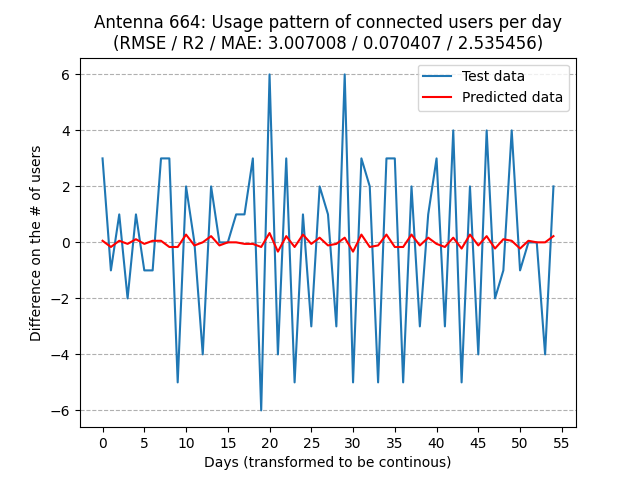 Antenna 664: Usage pattern of connected users per day
(RMSE / R2 / MAE: 3.007008 / 0.070407 / 2.535456)
Test data
Predicted data
Difference on the # of users
6
4
2
0
−2
−4
−6
0 5 10 15 20 25 30 35 40 45 50 55
Days (transformed to be continous)